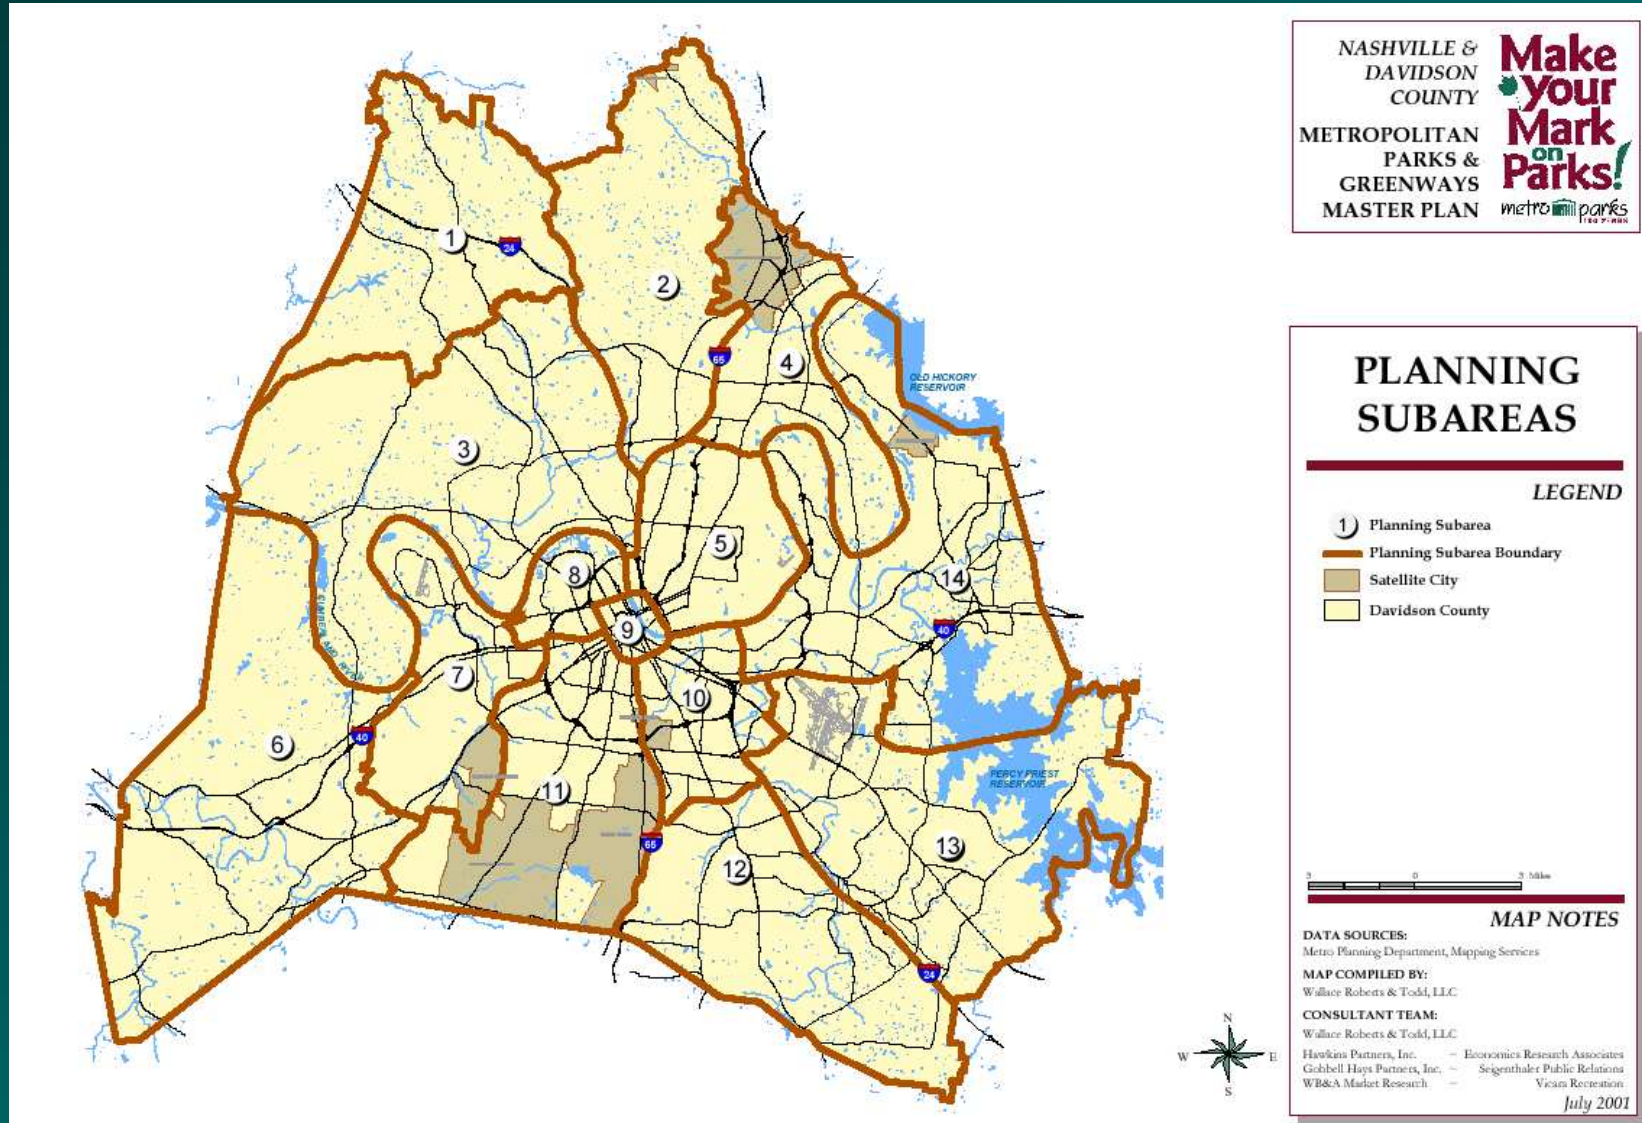 NASHVILLE &
DAVIDSON
COUNTY
METROPOLITAN
PARKS &
GREENWAYS
MASTER PLAN
Make
Your
Mark
on
Parks!
metro parks
PLANNING
SUBAREAS
LEGEND
1 Planning Subarea
Planning Subarea Boundary
Satellite City
Davidson County
3 0 3 Miles
MAP NOTES
DATA SOURCES:
Metro Planning Department, Mapping Services
MAP COMPILED BY:
Wallace Roberts & Todd, LLC
CONSULTANT TEAM:
Wallace Roberts & Todd, LLC
Hawkins Partners, Inc. – Economics Research Associates
Gobbell Hays Partners, Inc. – Seigenthaler Public Relations
WB&A Market Research – Vicara Recreation
July 2001
N
W E
S
1
24
2
65
4
OLD HICKORY
RESERVOIR
3
5
8
14
9
40
7
10
6
40
11
PERCY PRIEST
RESERVOIR
65
13
12
24